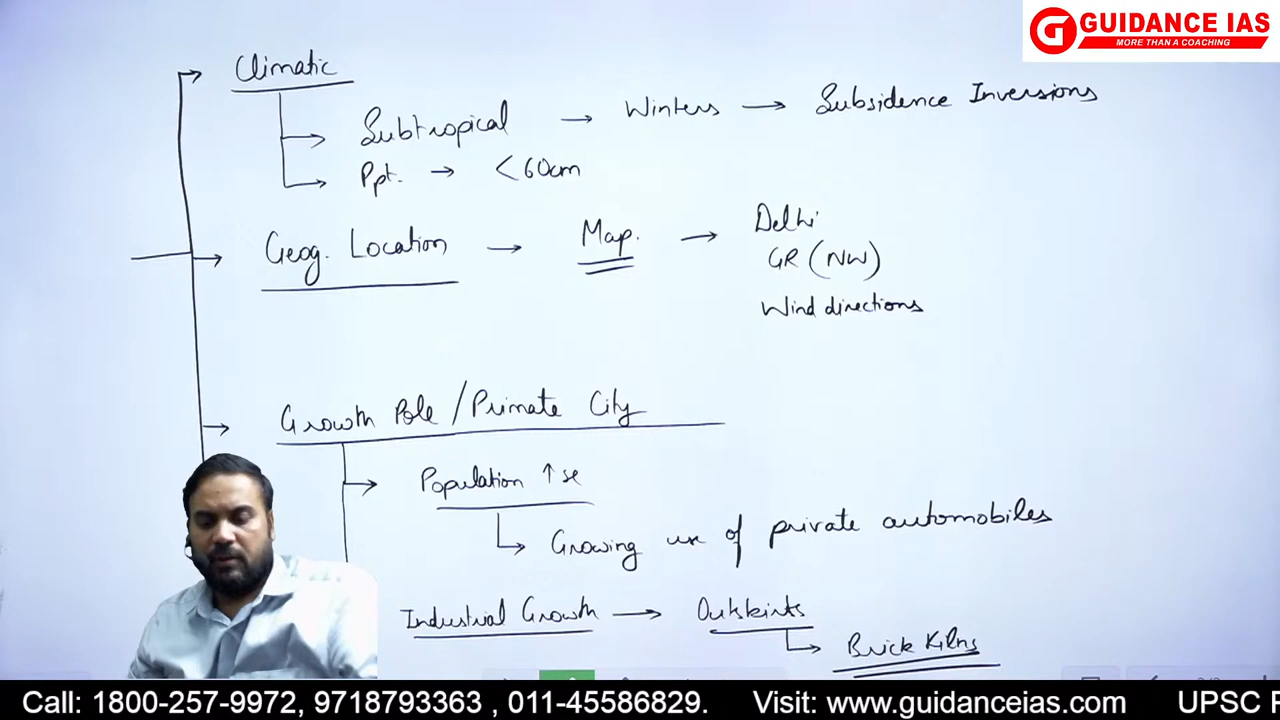 GUIDANCE IAS
MORE THAN A COACHING
Climatic
Subtropical → Winters → Subsidence Inversions
Ppt. → <60cm
Geog. Location → Map. → Delhi
GR (NW)
Wind directions
Growth Pole / Primate City
Population ↑se
Growing use of private automobiles
Industrial Growth → Outskirts
Brick Kilns
Call: 1800-257-9972, 9718793363 , 011-45586829. Visit: www.guidanceias.com UPSC